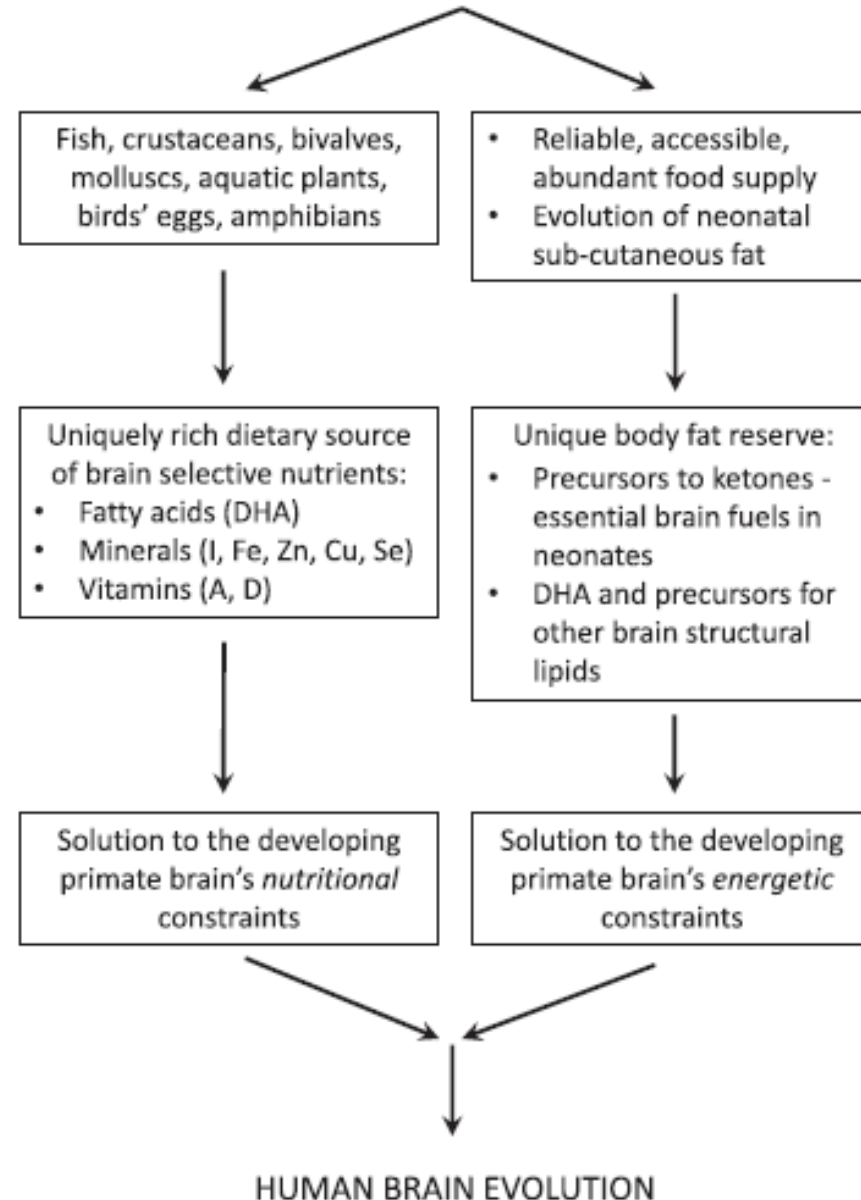 Fish, crustaceans, bivalves,
molluscs, aquatic plants,
birds' eggs, amphibians
• Reliable, accessible,
abundant food supply
• Evolution of neonatal
sub-cutaneous fat
Uniquely rich dietary source
of brain selective nutrients:
• Fatty acids (DHA)
• Minerals (I, Fe, Zn, Cu, Se)
• Vitamins (A, D)
Unique body fat reserve:
• Precursors to ketones -
essential brain fuels in
neonates
• DHA and precursors for
other brain structural
lipids
Solution to the developing
primate brain's nutritional
constraints
Solution to the developing
primate brain's energetic
constraints
HUMAN BRAIN EVOLUTION